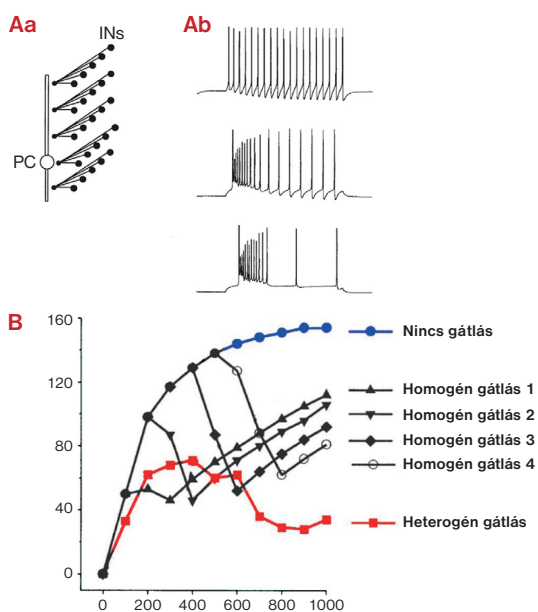 Aa
Ab
INs
PC
B
160
120
80
40
0
0
200
400
600
800
1000
Nincs gátlás
Homogén gátlás 1
Homogén gátlás 2
Homogén gátlás 3
Homogén gátlás 4
Heterogén gátlás